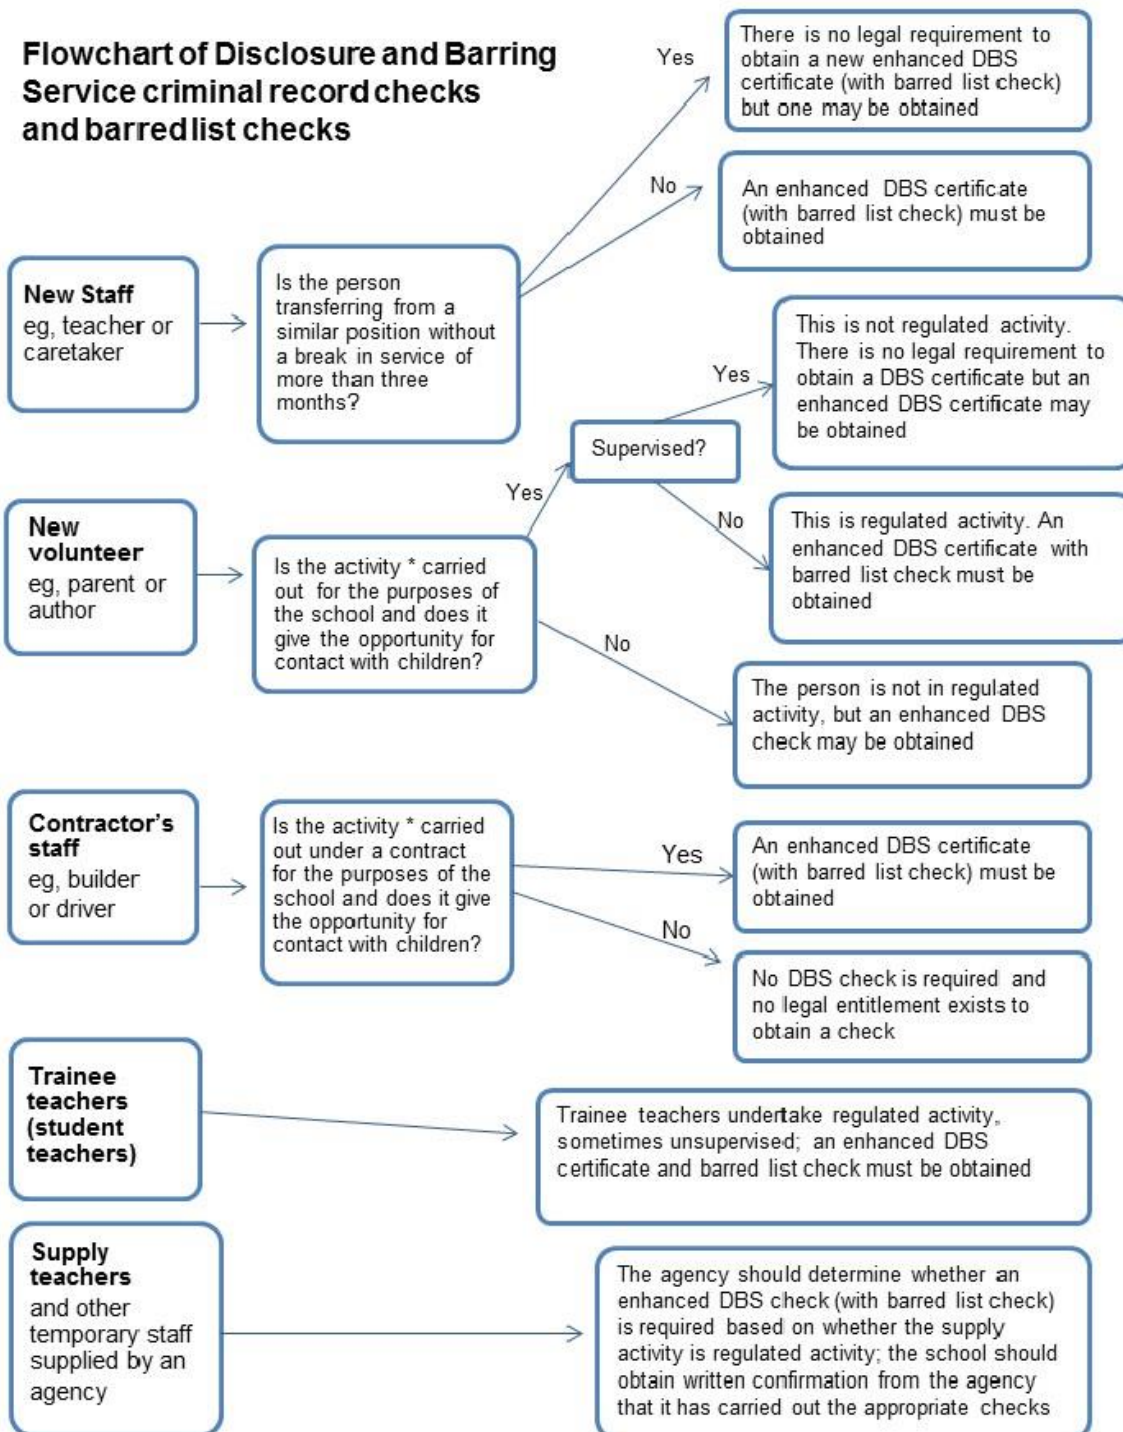 Flowchart of Disclosure and Barring
Service criminal record checks
and barred list checks
Yes
There is no legal requirement to
obtain a new enhanced DBS
certificate (with barred list check)
but one may be obtained
No
An enhanced DBS certificate
(with barred list check) must be
obtained
New Staff
eg, teacher or
caretaker
Is the person
transferring from a
similar position without
a break in service of
more than three
months?
New
volunteer
eg, parent or
author
Is the activity * carried
out for the purposes of
the school and does it
give the opportunity for
contact with children?
Yes
Supervised?
Yes
This is not regulated activity.
There is no legal requirement to
obtain a DBS certificate but an
enhanced DBS certificate may
be obtained
No
This is regulated activity. An
enhanced DBS certificate with
barred list check must be
obtained
No
The person is not in regulated
activity, but an enhanced DBS
check may be obtained
Contractor's
staff
eg, builder
or driver
Is the activity * carried
out under a contract
for the purposes of the
school and does it give
the opportunity for
contact with children?
Yes
An enhanced DBS certificate
(with barred list check) must be
obtained
No
No DBS check is required and
no legal entitlement exists to
obtain a check
Trainee
teachers
(student
teachers)
Trainee teachers undertake regulated activity,
sometimes unsupervised; an enhanced DBS
certificate and barred list check must be obtained
Supply
teachers
and other
temporary staff
supplied by an
agency
The agency should determine whether an
enhanced DBS check (with barred list check)
is required based on whether the supply
activity is regulated activity; the school should
obtain written confirmation from the agency
that it has carried out the appropriate checks